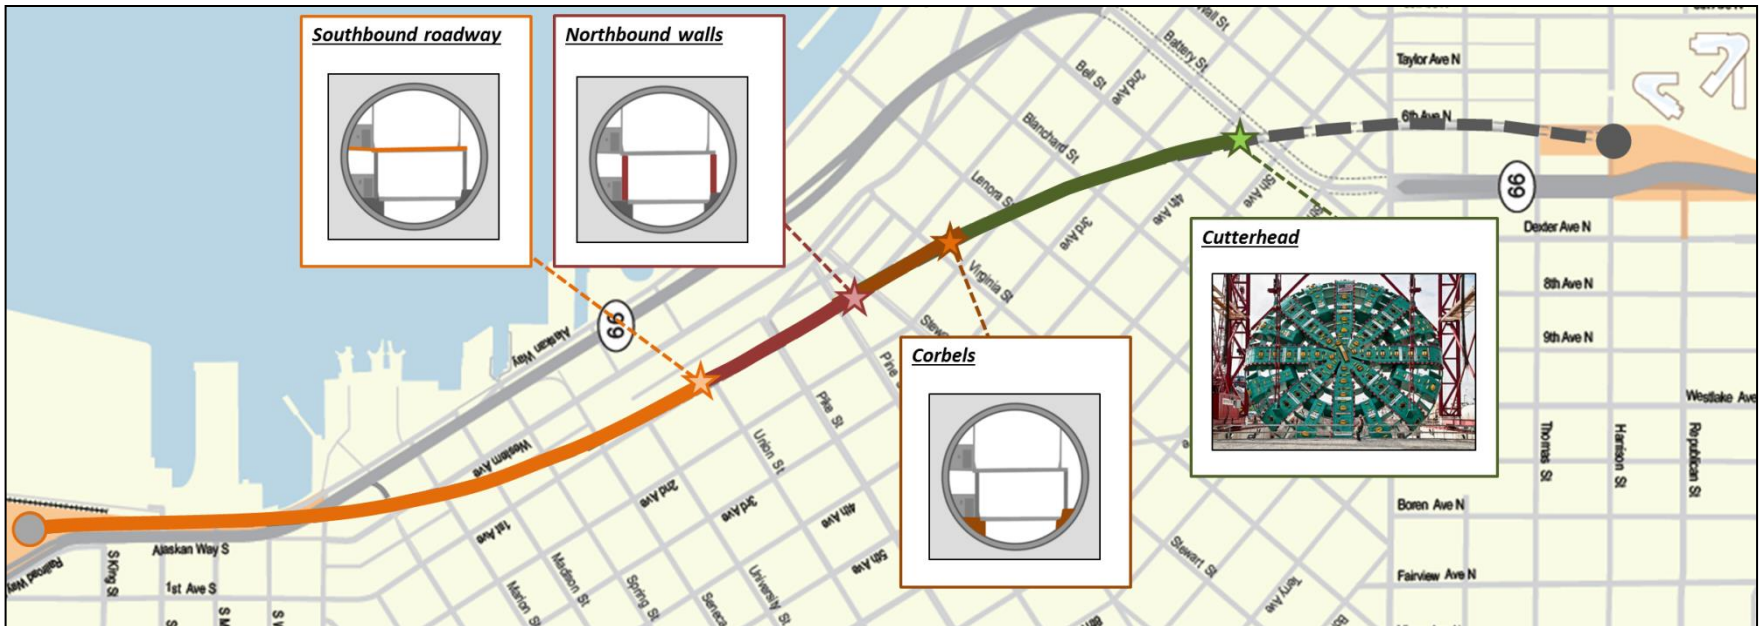 Southbound roadway
Northbound walls
Cutterhead
Corbels
Wall St
Battery St
Bell St
2nd Ave
Blanchard St
Lenora St
Virginia St
3rd Ave
4th Ave
5th Ave
Taylor Ave N
6th Ave N
99
Dexter Ave N
8th Ave N
9th Ave N
Westlake Ave
Thomas St
Harrison St
Republican St
Boren Ave N
Fairview Ave N
99
Alaskan Way
Western Ave
Pike St
Union St
1st Ave
2nd Ave
3rd Ave
4th Ave
5th Ave
Stewart St
Terry Ave
Alaskan Way S
1st Ave S
Railroad Way
S King St
Marion St
Madison St
Spring St
Seneca
University St